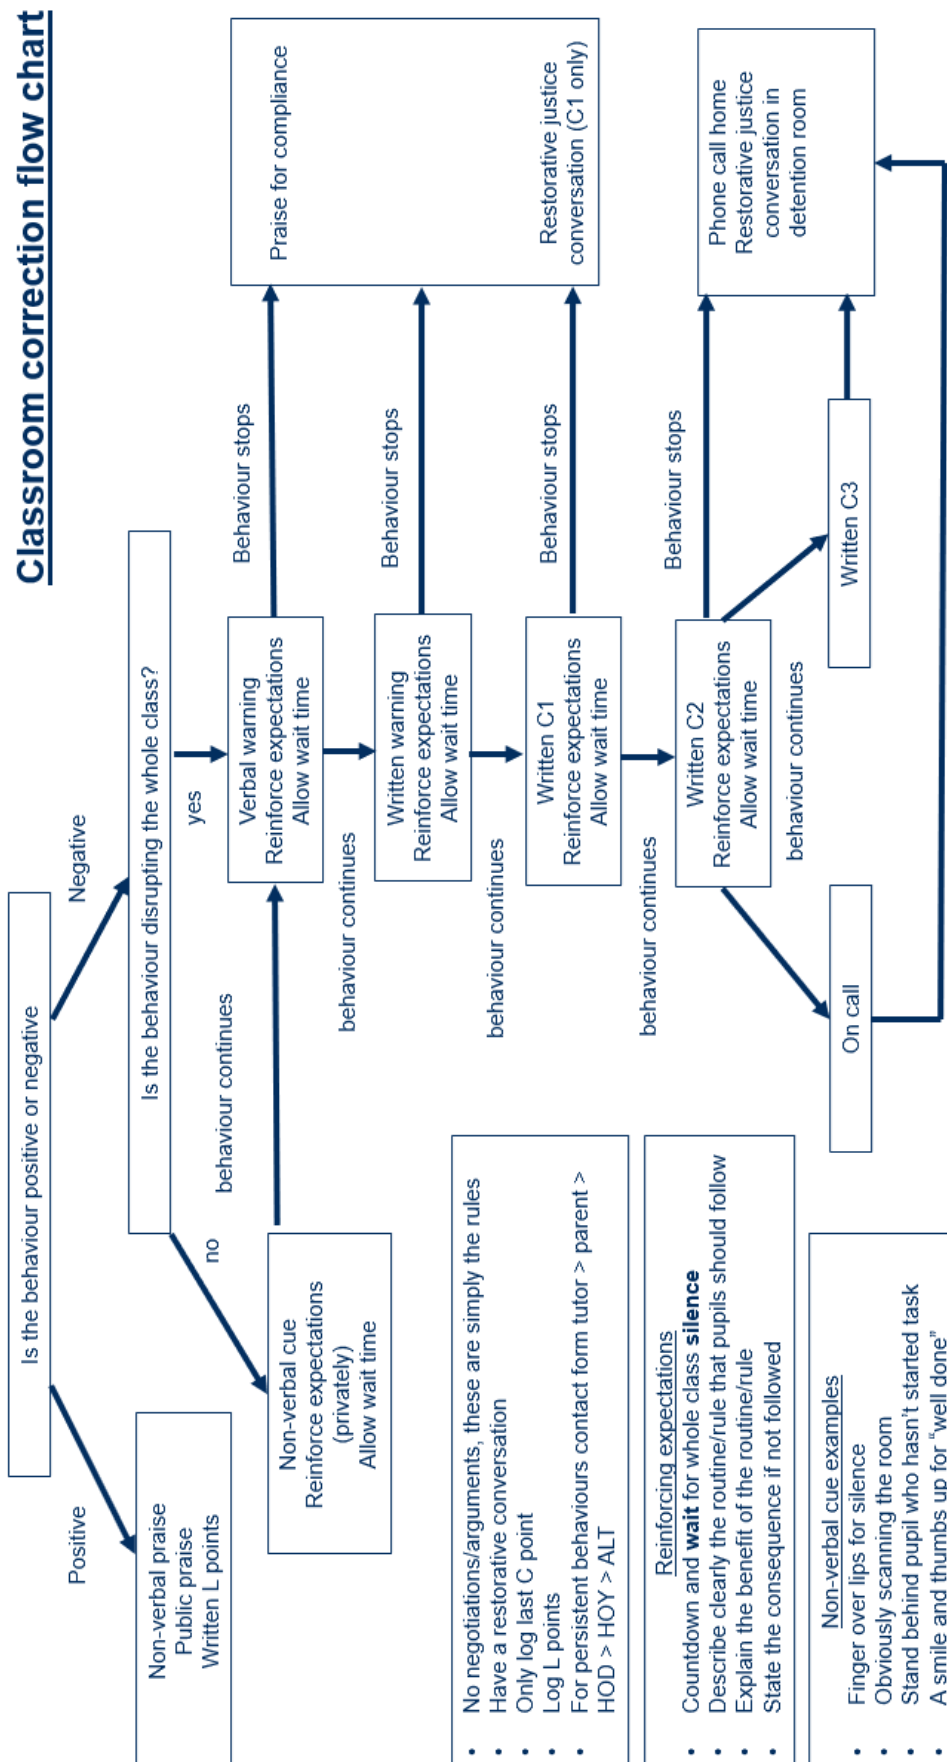 Classroom correction flow chart
Is the behaviour positive or negative
Positive
Negative
Non-verbal praise
Public praise
Written L points
Is the behaviour disrupting the whole class?
no
yes
Non-verbal cue
Reinforce expectations
(privately)
Allow wait time
behaviour continues
Verbal warning
Reinforce expectations
Allow wait time
Behaviour stops
Praise for compliance
behaviour continues
Written warning
Reinforce expectations
Allow wait time
Behaviour stops
behaviour continues
Written C1
Reinforce expectations
Allow wait time
Behaviour stops
Restorative justice
conversation (C1 only)
behaviour continues
Written C2
Reinforce expectations
Allow wait time
Behaviour stops
Phone call home
Restorative justice
conversation in
detention room
behaviour continues
On call
Written C3
• No negotiations/arguments, these are simply the rules
• Have a restorative conversation
• Only log last C point
• Log L points
• For persistent behaviours contact form tutor > parent >
HOD > HOY > ALT
Reinforcing expectations
• Countdown and wait for whole class silence
• Describe clearly the routine/rule that pupils should follow
• Explain the benefit of the routine/rule
• State the consequence if not followed
Non-verbal cue examples
• Finger over lips for silence
• Obviously scanning the room
• Stand behind pupil who hasn't started task
• A smile and thumbs up for "well done"